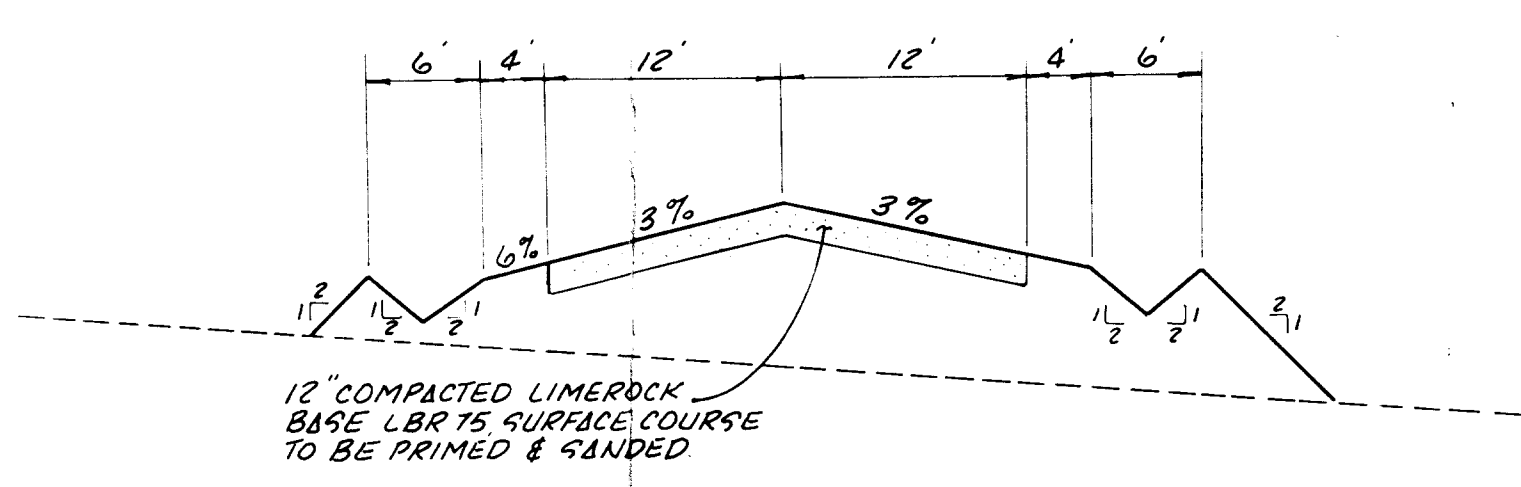 6' 4' 12' 12' 4' 6'
3% 3%
6%
2 1 1 2 2 1 1 2 2 1 2 1
12" COMPACTED LIMEROCK
BASE LBR 75, SURFACE COURSE
TO BE PRIMED & SANDED.